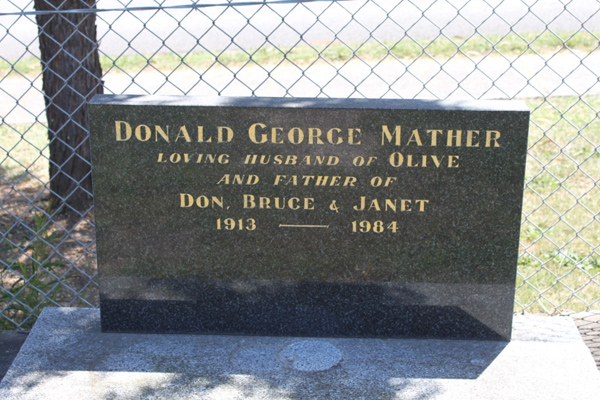 DONALD GEORGE MATHER
LOVING HUSBAND OF OLIVE
AND FATHER OF
DON, BRUCE & JANET
1913 — 1984